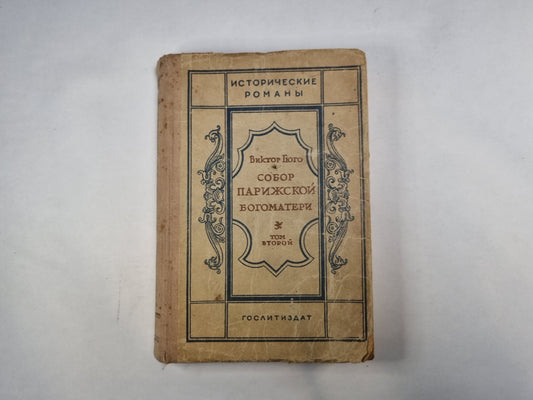 ИСТОРИЧЕСКИЕ
РОМАНЫ
Виктор Гюго
СОБОР
ПАРИЖСКОЙ
БОГОМАТЕРИ
ТОМ
ВТОРОЙ
ГОСЛИТИЗДАТ